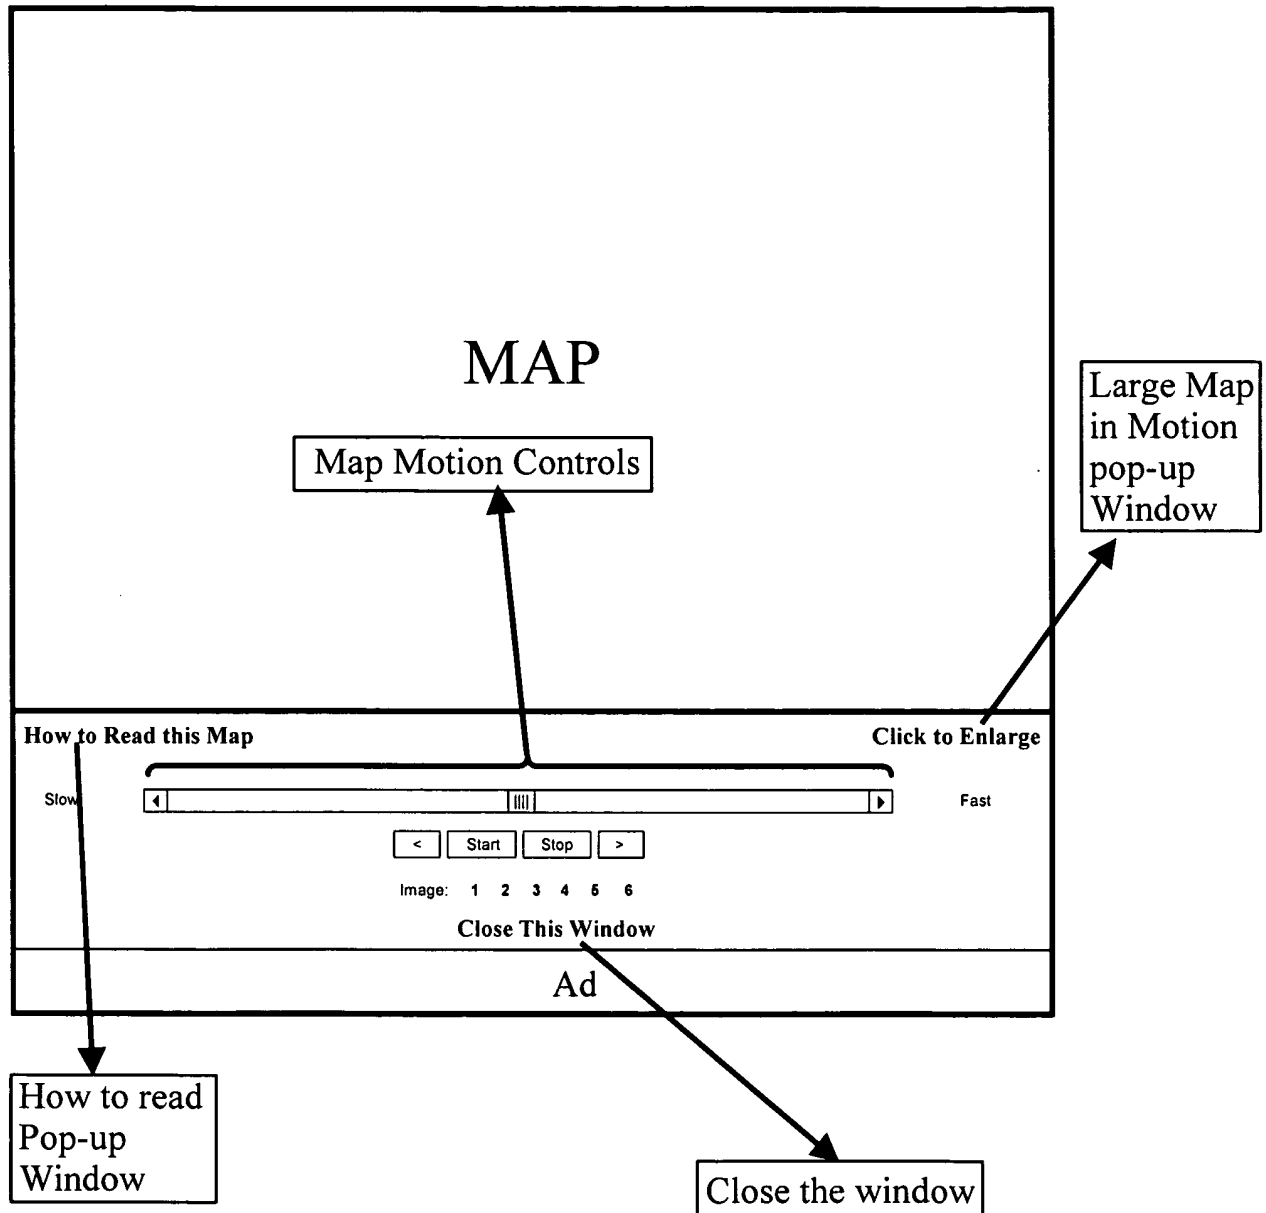 MAP
Map Motion Controls
Large Map
in Motion
pop-up
Window
How to Read this Map
Click to Enlarge
Slow
Fast
< Start Stop >
Image: 1 2 3 4 5 6
Close This Window
Ad
How to read
Pop-up
Window
Close the window